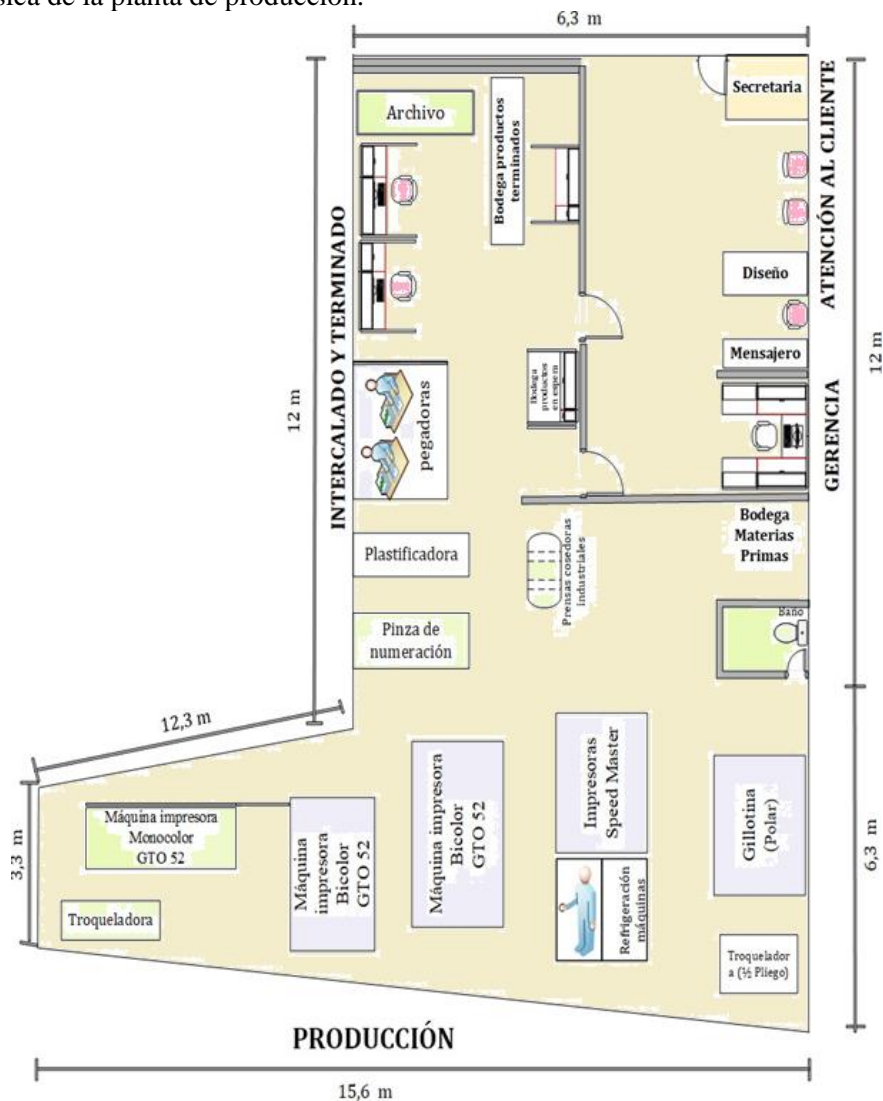 sica de la planta de producción.
6,3 m
Secretaria
Archivo
Bodega productos
terminados
ATENCIÓN AL CLIENTE
INTERCALADO Y TERMINADO
Diseño
Mensajero
12 m
12 m
Bodega
productos
en espera
pegadoras
GERENCIA
Bodega
Materias
Primas
Plastificadora
Prensas cosedoras
industriales
Baño
Pinza de
numeración
12,3 m
3,3 m
Máquina impresora
Monocolor
GTO 52
Máquina
impresora
Bicolor
GTO 52
Máquina impresora
Bicolor
GTO 52
Impresoras
Speed Master
Gillotina
(Polar)
6,3 m
Troqueladora
Refrigeración
máquinas
Troquelador
a (½ Pliego)
PRODUCCIÓN
15,6 m